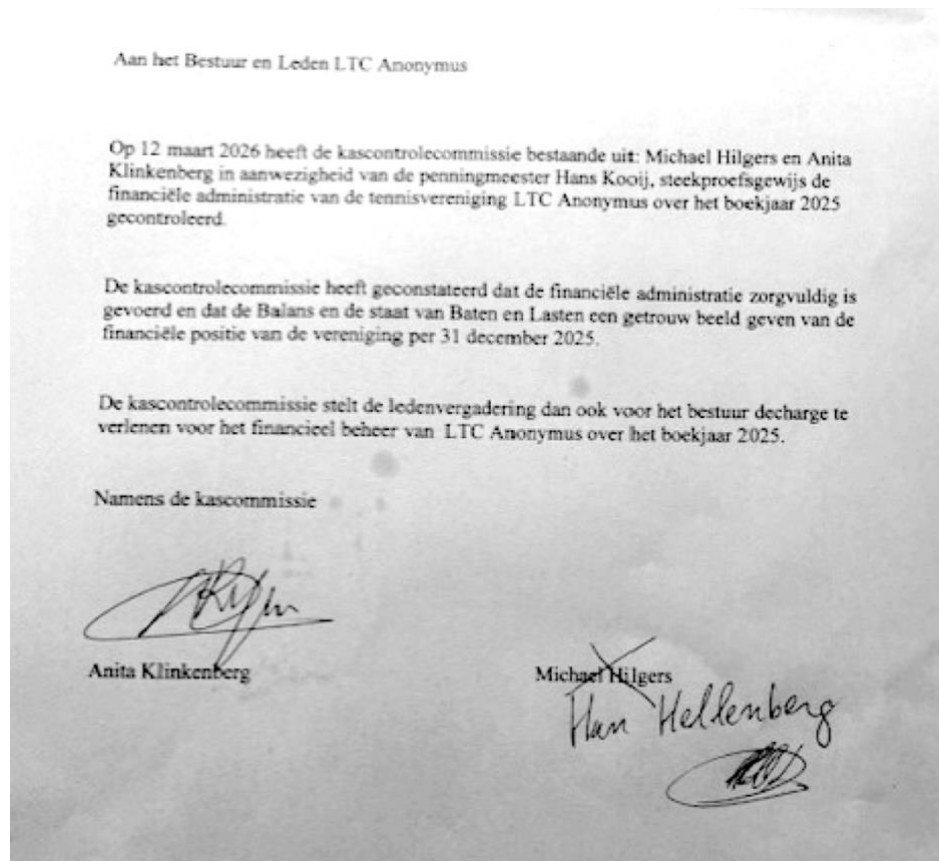 Aan het Bestuur en Leden LTC Anonymus
Op 12 maart 2026 heeft de kascontrolecommissie bestaande uit: Michael Hilgers en Anita
Klinkenberg in aanwezigheid van de penningmeester Hans Kooij, steekproefsgewijs de
financiële administratie van de tennisvereniging LTC Anonymus over het boekjaar 2025
gecontroleerd.
De kascontrolecommissie heeft geconstateerd dat de financiële administratie zorgvuldig is
gevoerd en dat de Balans en de staat van Baten en Lasten een getrouw beeld geven van de
financiële positie van de vereniging per 31 december 2025.
De kascontrolecommissie stelt de ledenvergadering dan ook voor het bestuur decharge te
verlenen voor het financieel beheer van LTC Anonymus over het boekjaar 2025.
Namens de kascommissie
Anita Klinkenberg
Michael Hilgers
Han Hellenberg